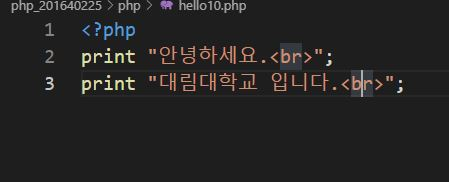 php_201640225 > php > hello10.php
1 <?php
2 print "안녕하세요.<br>";
3 print "대림대학교 입니다.<br>";